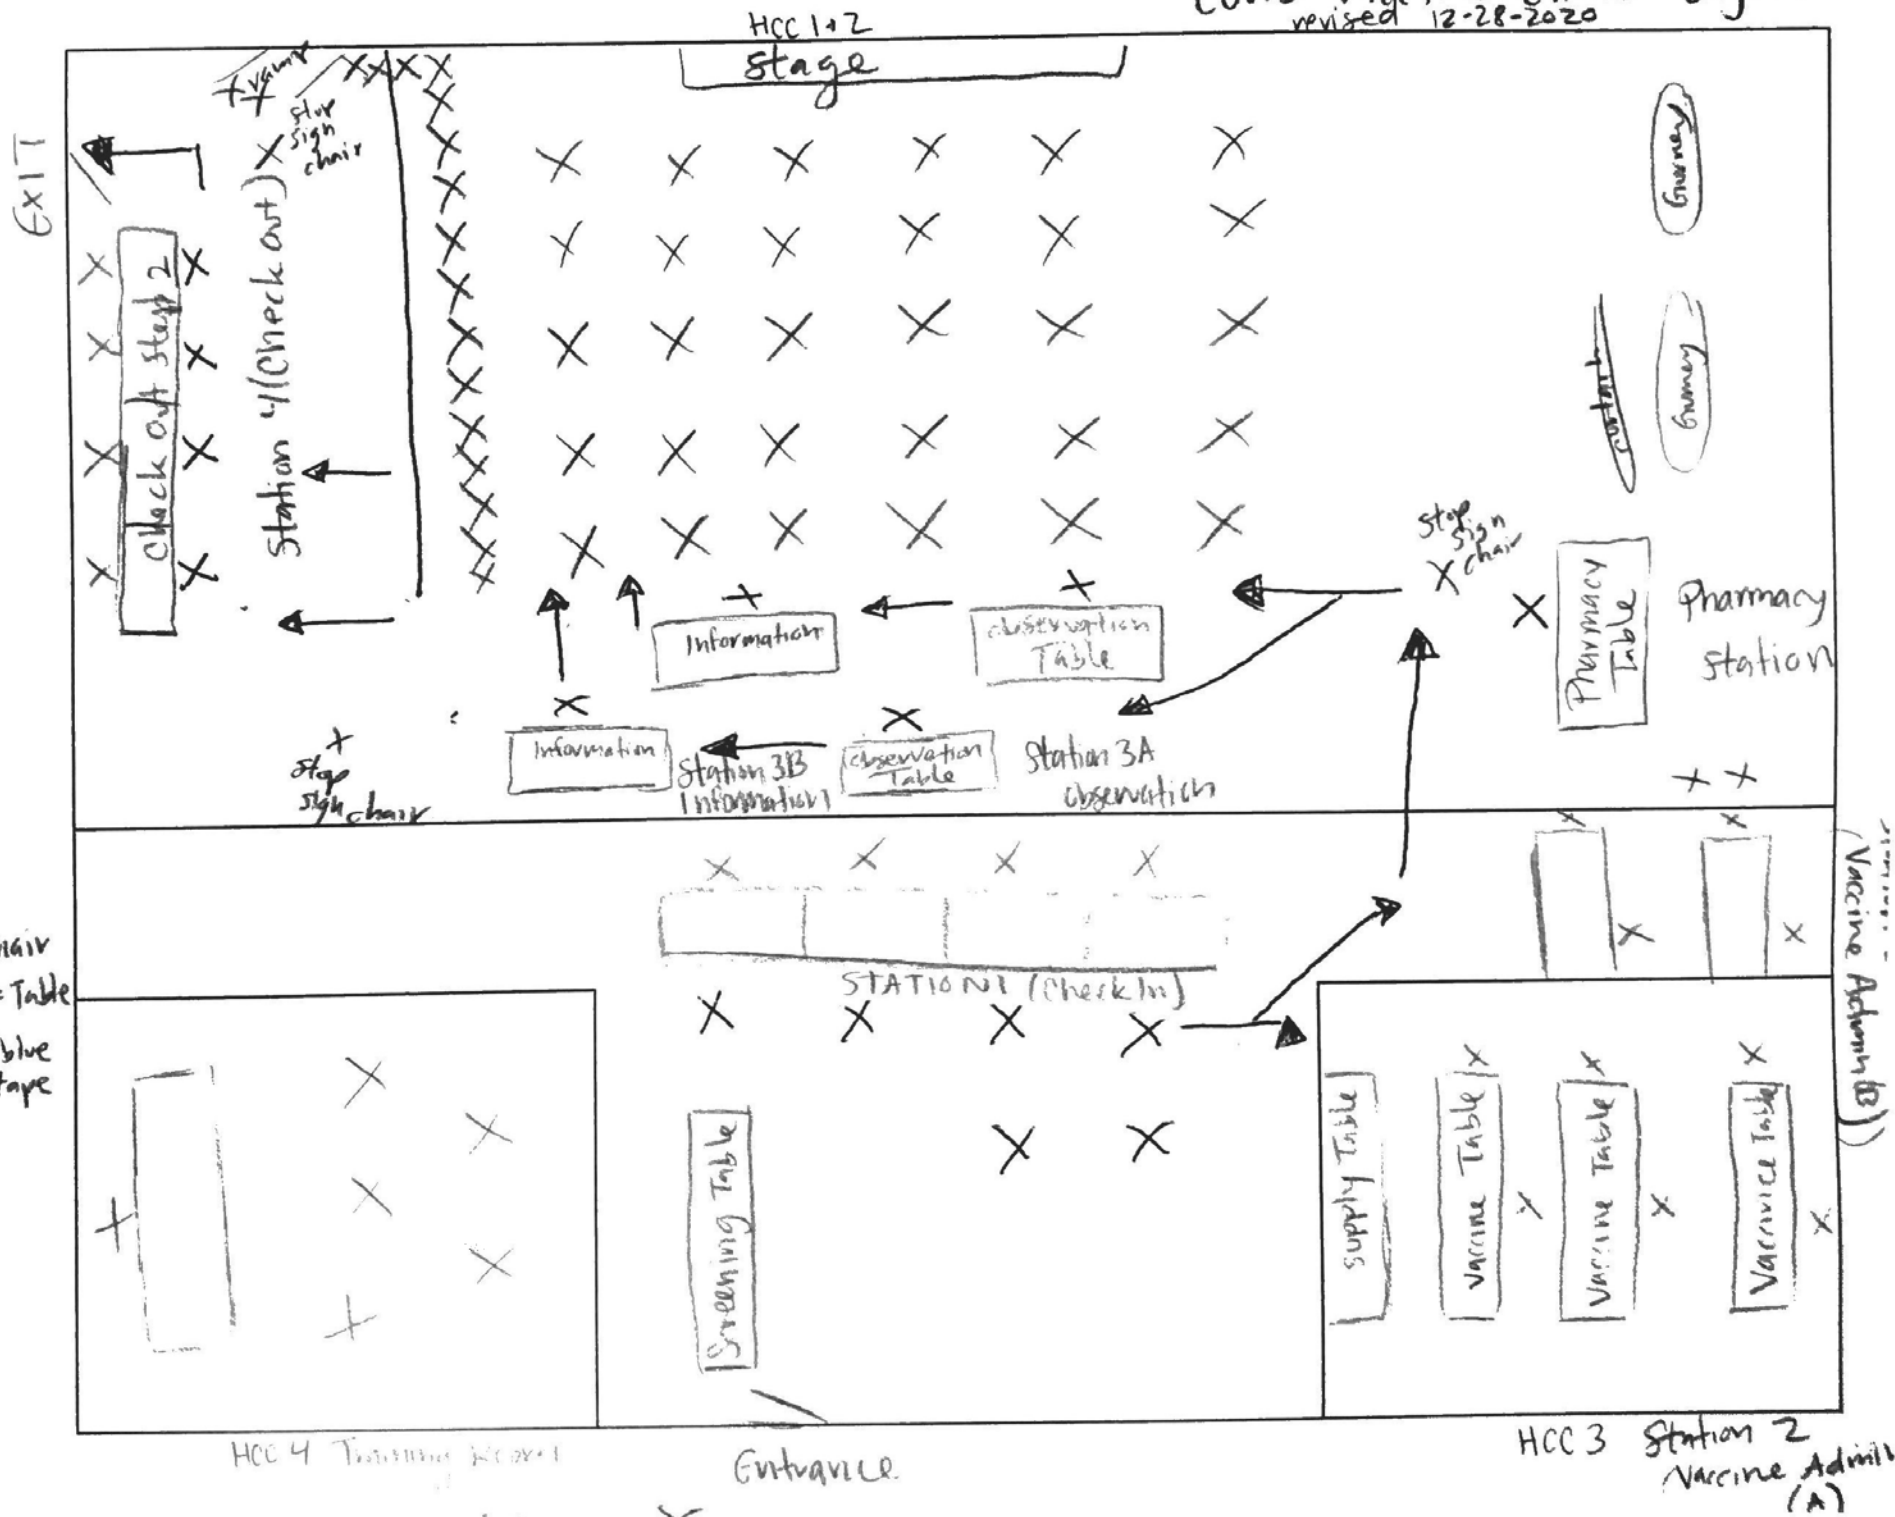 HCC 1+2
revised 12-28-2020
Stage
EXIT
stop
sign
chair
Check out step 2
Station 4 (Check out)
Gurney
Gurney
curtain
stop
sign
chair
Pharmacy
Table
Pharmacy
station
Information
observation
Table
Information
Station 3B
Information
observation
Table
Station 3A
observation
stop
sign chair
= Table
blue
tape
STATION 1 (Check In)
Vaccine Admin (B)
Screening Table
supply Table
Vaccine Table
Vaccine Table
Vaccine Table
HCC 4 Training
Entrance
HCC 3 Station 2
Vaccine Admin
(A)